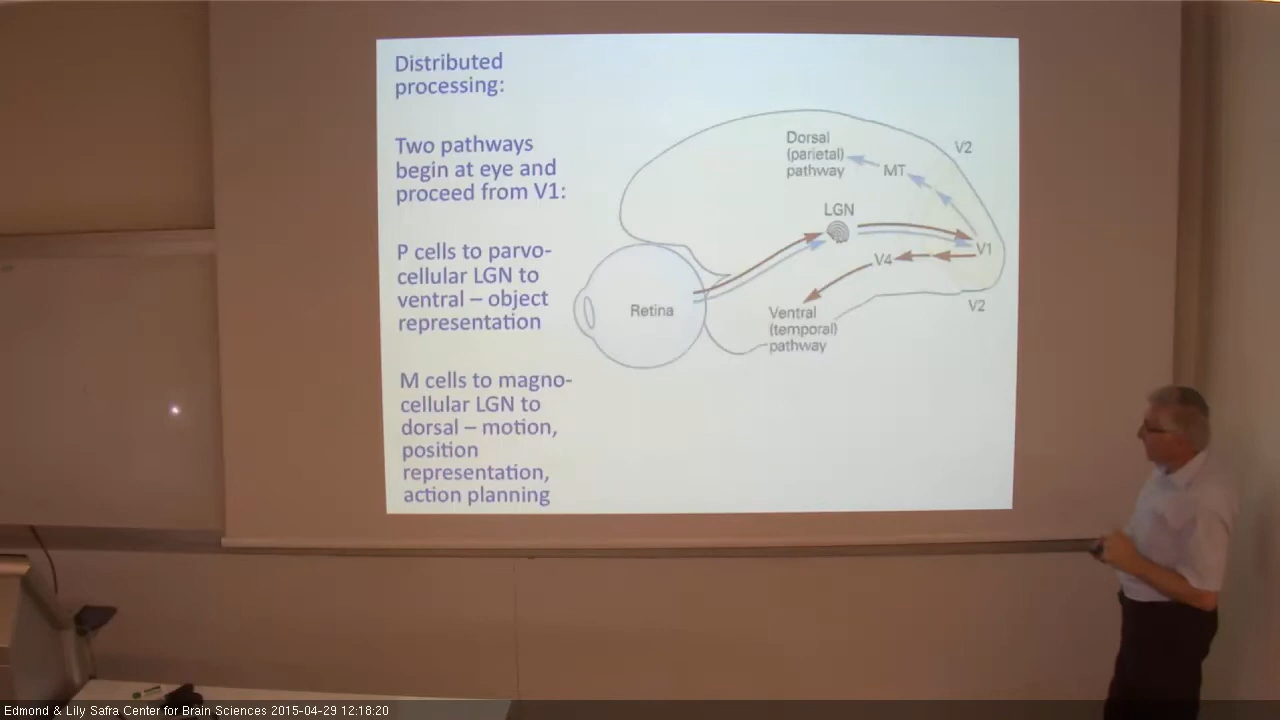 Distributed
processing:
Two pathways
begin at eye and
proceed from V1:
P cells to parvo-
cellular LGN to
ventral – object
representation
M cells to magno-
cellular LGN to
dorsal – motion,
position
representation,
action planning
Dorsal
(parietal)
pathway
MT
V2
LGN
V1
V4
Retina
Ventral
(temporal)
pathway
V2
Edmond & Lily Safra Center for Brain Sciences 2015-04-29 12:18:20